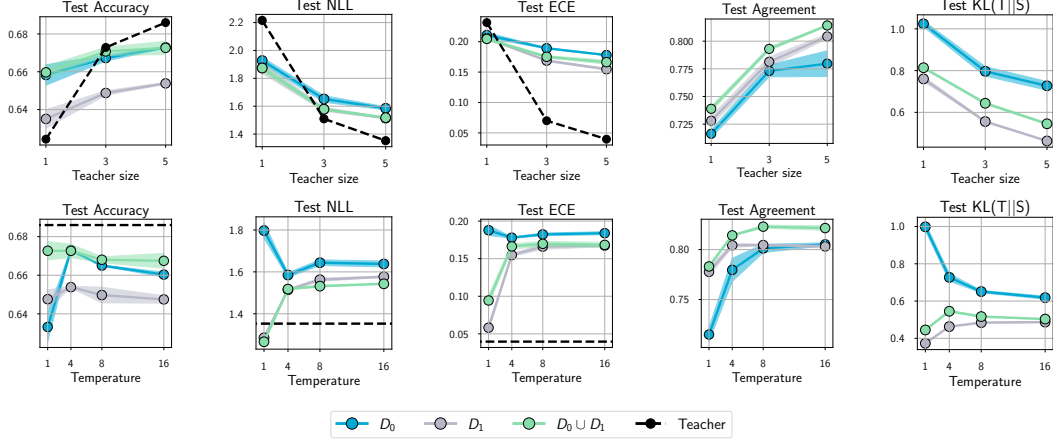 Test Accuracy
0.68
0.66
0.64
1 3 5
Teacher size
Test NLL
2.2
2.0
1.8
1.6
1.4
1 3 5
Teacher size
Test ECE
0.20
0.15
0.10
0.05
1 3 5
Teacher size
Test Agreement
0.800
0.775
0.750
0.725
1 3 5
Teacher size
Test KL(T||S)
1.0
0.8
0.6
1 3 5
Teacher size
Test Accuracy
0.68
0.66
0.64
1 4 8 16
Temperature
Test NLL
1.8
1.6
1.4
1 4 8 16
Temperature
Test ECE
0.20
0.15
0.10
0.05
1 4 8 16
Temperature
Test Agreement
0.80
0.75
1 4 8 16
Temperature
Test KL(T||S)
1.0
0.8
0.6
0.4
1 4 8 16
Temperature
D₀ D₁ D₀ ∪ D₁ Teacher